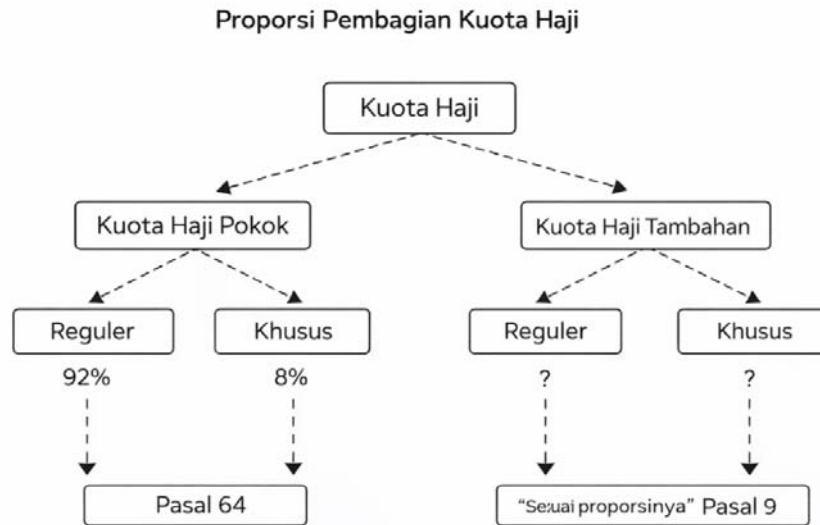 Proporsi Pembagian Kuota Haji
Kuota Haji
Kuota Haji Pokok
Kuota Haji Tambahan
Reguler
Khusus
Reguler
Khusus
92%
8%
?
?
Pasal 64
"Sezuai proporsinya" Pasal 9